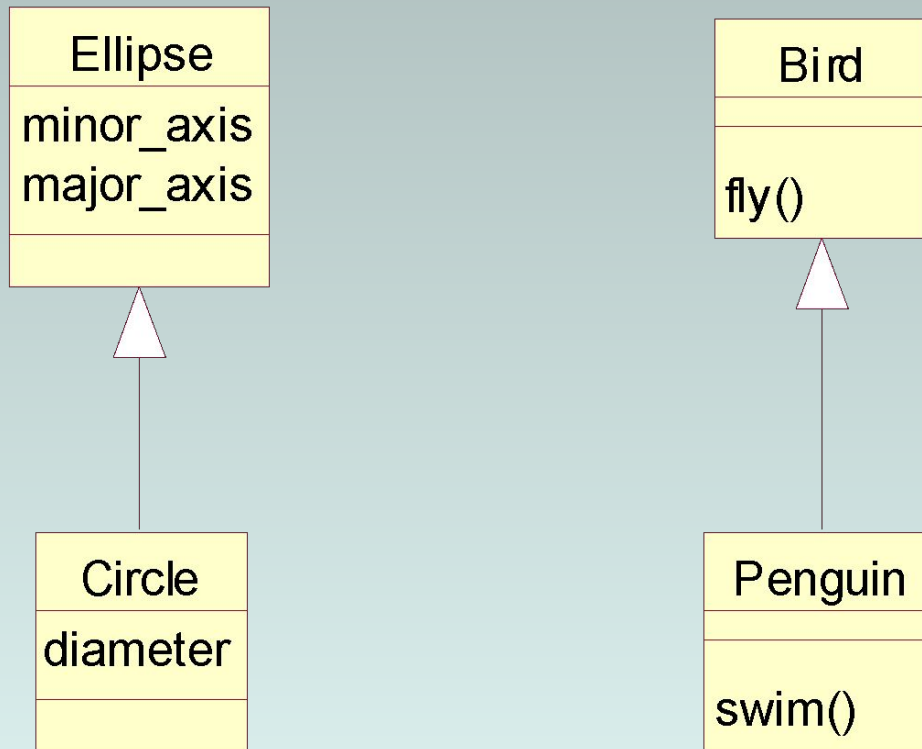 Ellipse
minor_axis
major_axis
Circle
diameter
Bird
fly()
Penguin
swim()